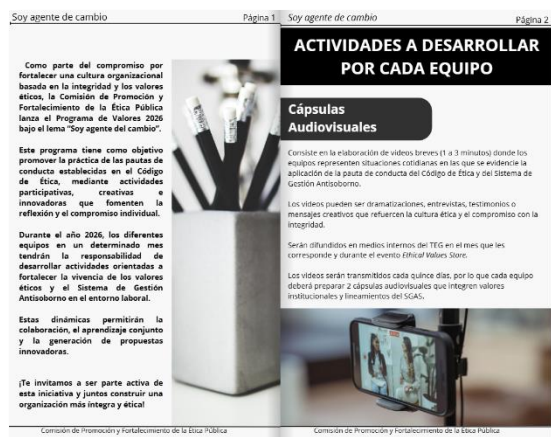 Soy agente de cambio
Página 1
Como parte del compromiso por
fortalecer una cultura organizacional
basada en la integridad y los valores
éticos, la Comisión de Promoción y
Fortalecimiento de la Ética Pública
lanza el Programa de Valores 2026
bajo el lema “Soy agente del cambio”.
Este programa tiene como objetivo
promover la práctica de las pautas de
conducta establecidas en el Código
de Ética, mediante actividades
participativas, creativas e
innovadoras que fomenten la
reflexión y el compromiso individual.
Durante el año 2026, los diferentes
equipos en un determinado mes
tendrán la responsabilidad de
desarrollar actividades orientadas a
fortalecer la vivencia de los valores
éticos y el Sistema de Gestión
Antisoborno en el entorno laboral.
Estas dinámicas permitirán la
colaboración, el aprendizaje conjunto
y la generación de propuestas
innovadoras.
¡Te invitamos a ser parte activa de
esta iniciativa y juntos construir una
organización más íntegra y ética!
Comisión de Promoción y Fortalecimiento de la Ética Pública
Soy agente de cambio
Página 2
ACTIVIDADES A DESARROLLAR
POR CADA EQUIPO
Cápsulas
Audiovisuales
Consiste en la elaboración de videos breves (1 a 3 minutos) donde los
equipos representen situaciones cotidianas en las que se evidencie la
aplicación de la pauta de conducta del Código de Ética y del Sistema de
Gestión Antisoborno.
Los videos pueden ser dramatizaciones, entrevistas, testimonios o
mensajes creativos que refuercen la cultura ética y el compromiso con la
integridad.
Serán difundidos en medios internos del TEG en el mes que les
corresponde y durante el evento Ethical Values Store.
Los videos serán transmitidos cada quince días, por lo que cada equipo
deberá preparar 2 cápsulas audiovisuales que integren valores
institucionales y lineamientos del SGAS.
Comisión de Promoción y Fortalecimiento de la Ética Pública